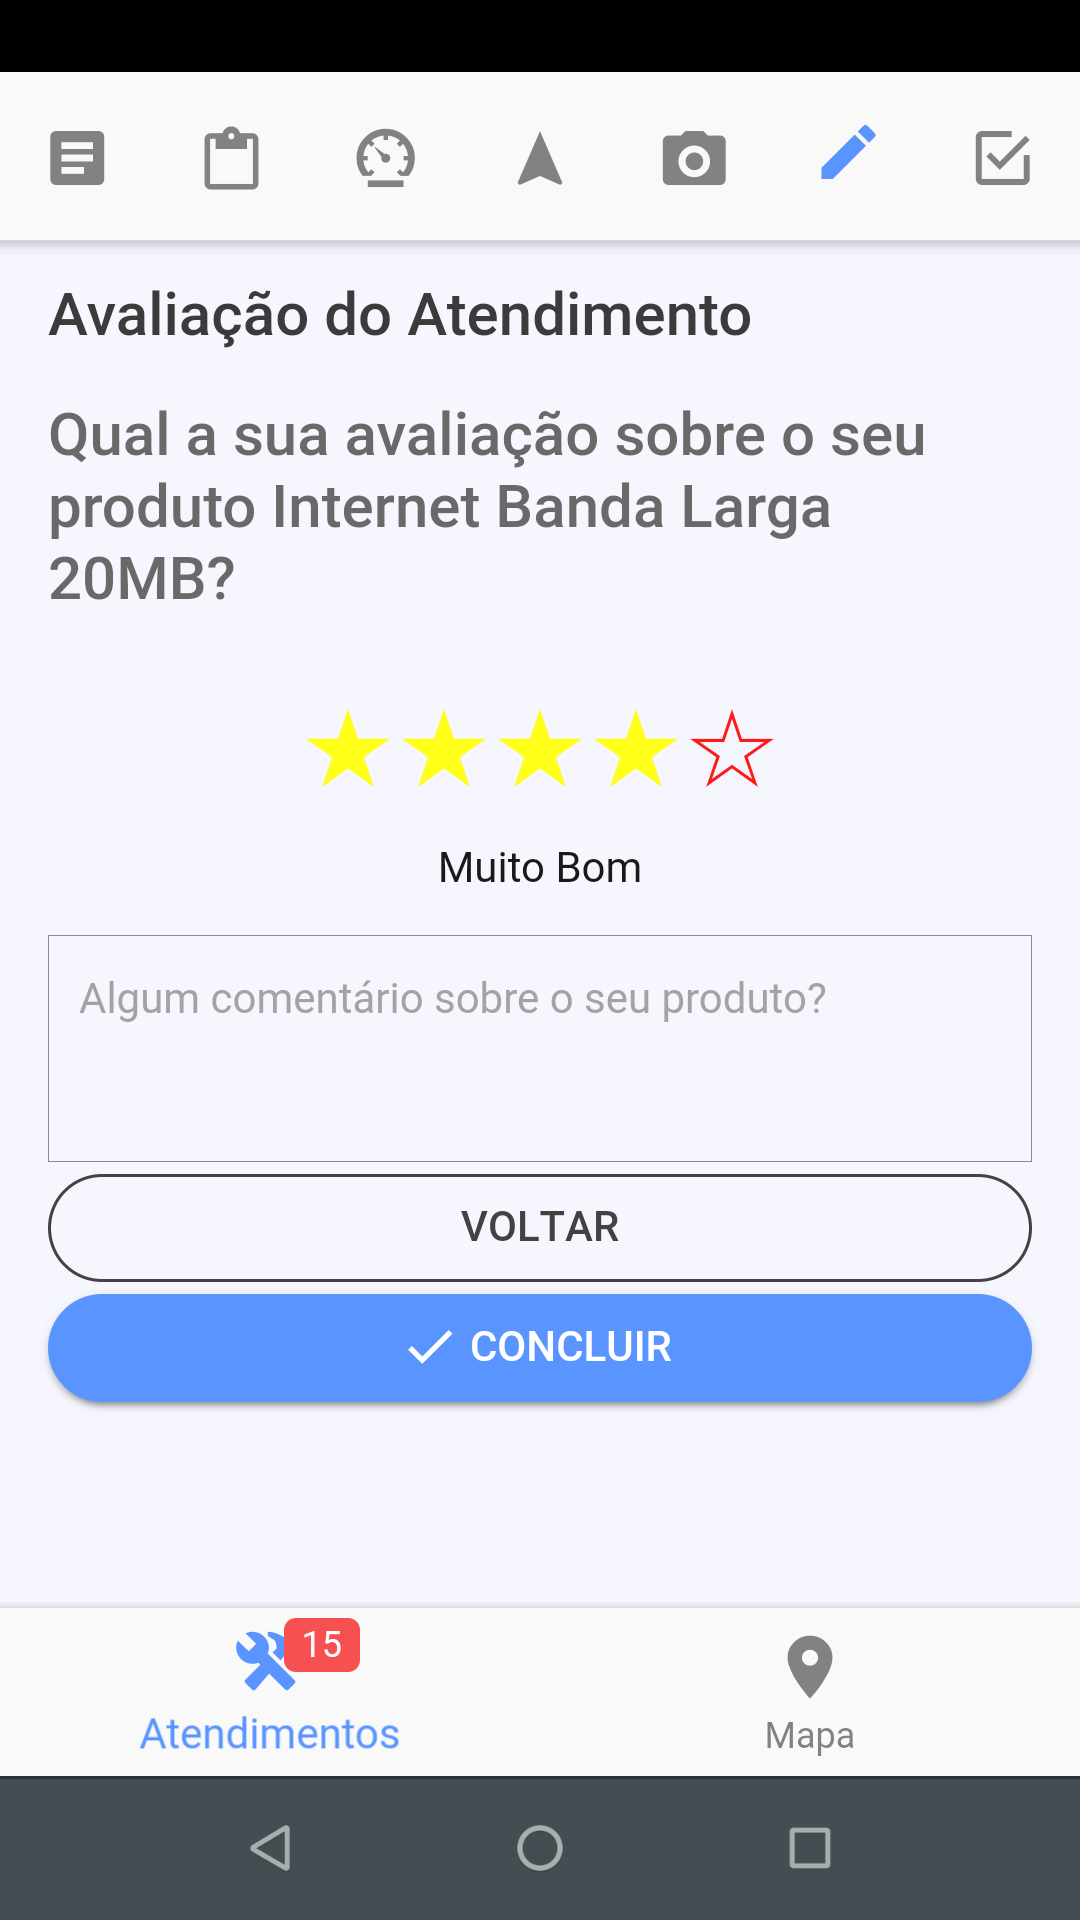 Avaliação do Atendimento
Qual a sua avaliação sobre o seu
produto Internet Banda Larga
20MB?
Muito Bom
Algum comentário sobre o seu produto?
VOLTAR
CONCLUIR
15
Atendimentos
Mapa